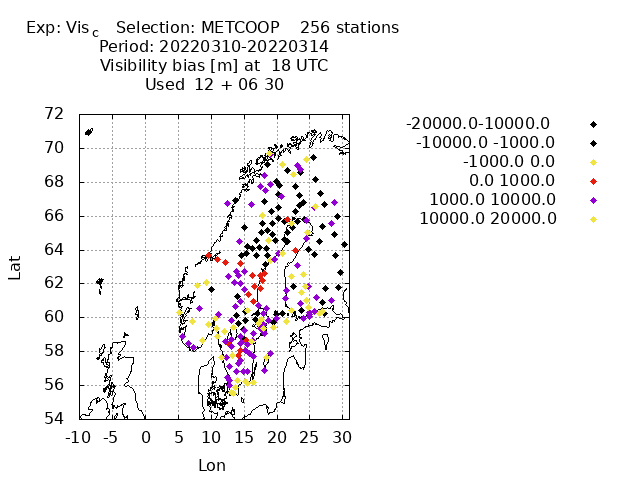 Exp: Vis c   Selection: METCOOP    256 stations
Period: 20220310-20220314
Visibility bias [m] at  18 UTC
Used  12 + 06 30
-20000.0-10000.0
-10000.0 -1000.0
-1000.0 0.0
0.0 1000.0
1000.0 10000.0
10000.0 20000.0
72
70
68
66
64
62
60
58
56
54
Lat
-10 -5 0 5 10 15 20 25 30
Lon